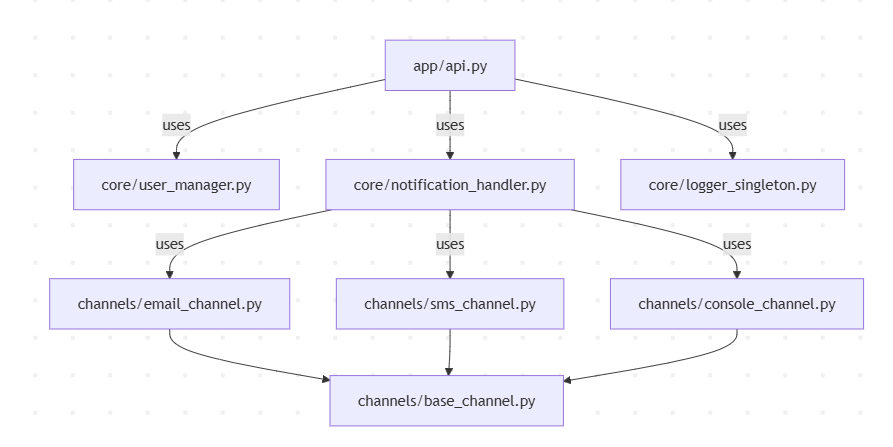 app/api.py
uses
uses
uses
core/user_manager.py
core/notification_handler.py
core/logger_singleton.py
uses
uses
uses
channels/email_channel.py
channels/sms_channel.py
channels/console_channel.py
channels/base_channel.py